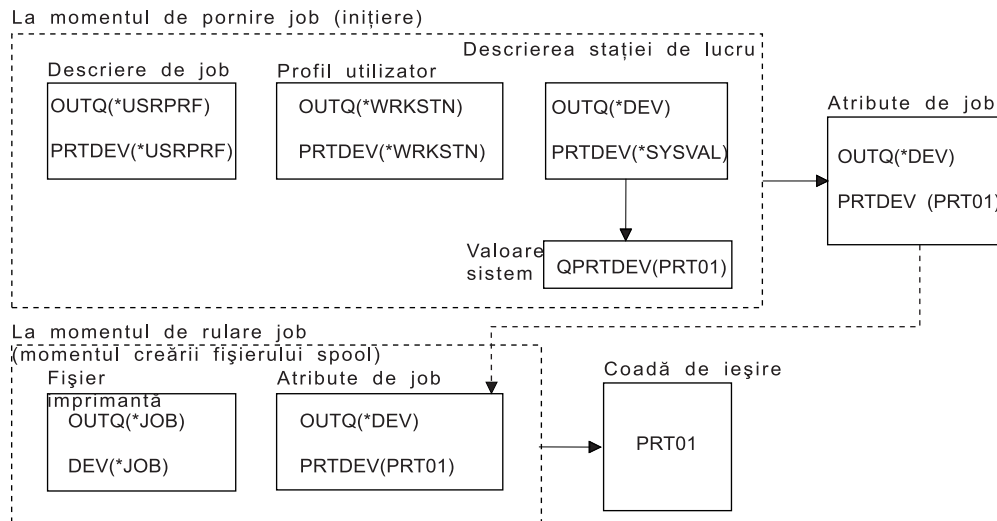 La momentul de pornire job (inițiere)
Descrierea stației de lucru
Descriere de job
Profil utilizator
OUTQ(*USRPRF)
PRTDEV(*USRPRF)
OUTQ(*WRKSTN)
PRTDEV(*WRKSTN)
OUTQ(*DEV)
PRTDEV(*SYSVAL)
Atribute de job
OUTQ(*DEV)
PRTDEV (PRT01)
Valoare
sistem
QPRTDEV(PRT01)
La momentul de rulare job
(momentul creării fişierului spool)
Fişier
imprimantă
OUTQ(*JOB)
DEV(*JOB)
Atribute de job
OUTQ(*DEV)
PRTDEV(PRT01)
Coadă de ieşire
PRT01